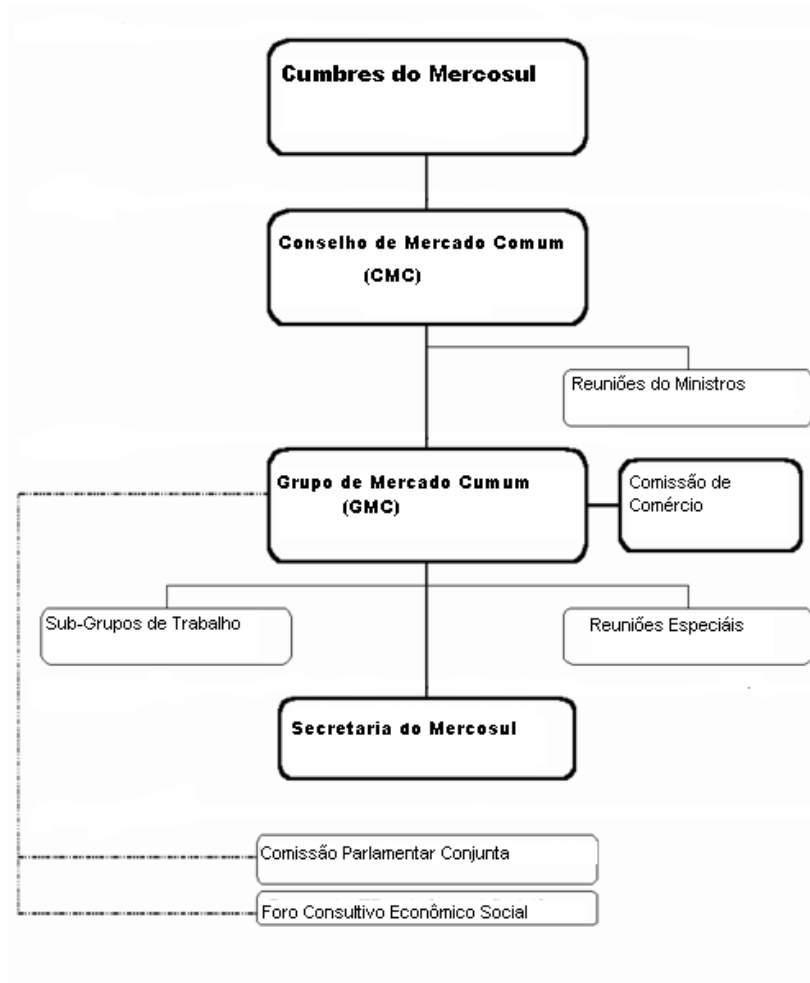 Cumbres do Mercosul
Conselho de Mercado Comum
(CMC)
Reuniões do Ministros
Grupo de Mercado Cumum
(GMC)
Comissão de
Comércio
Sub-Grupos de Trabalho
Reuniões Especiáis
Secretaria do Mercosul
Comissão Parlamentar Conjunta
Foro Consultivo Econômico Social